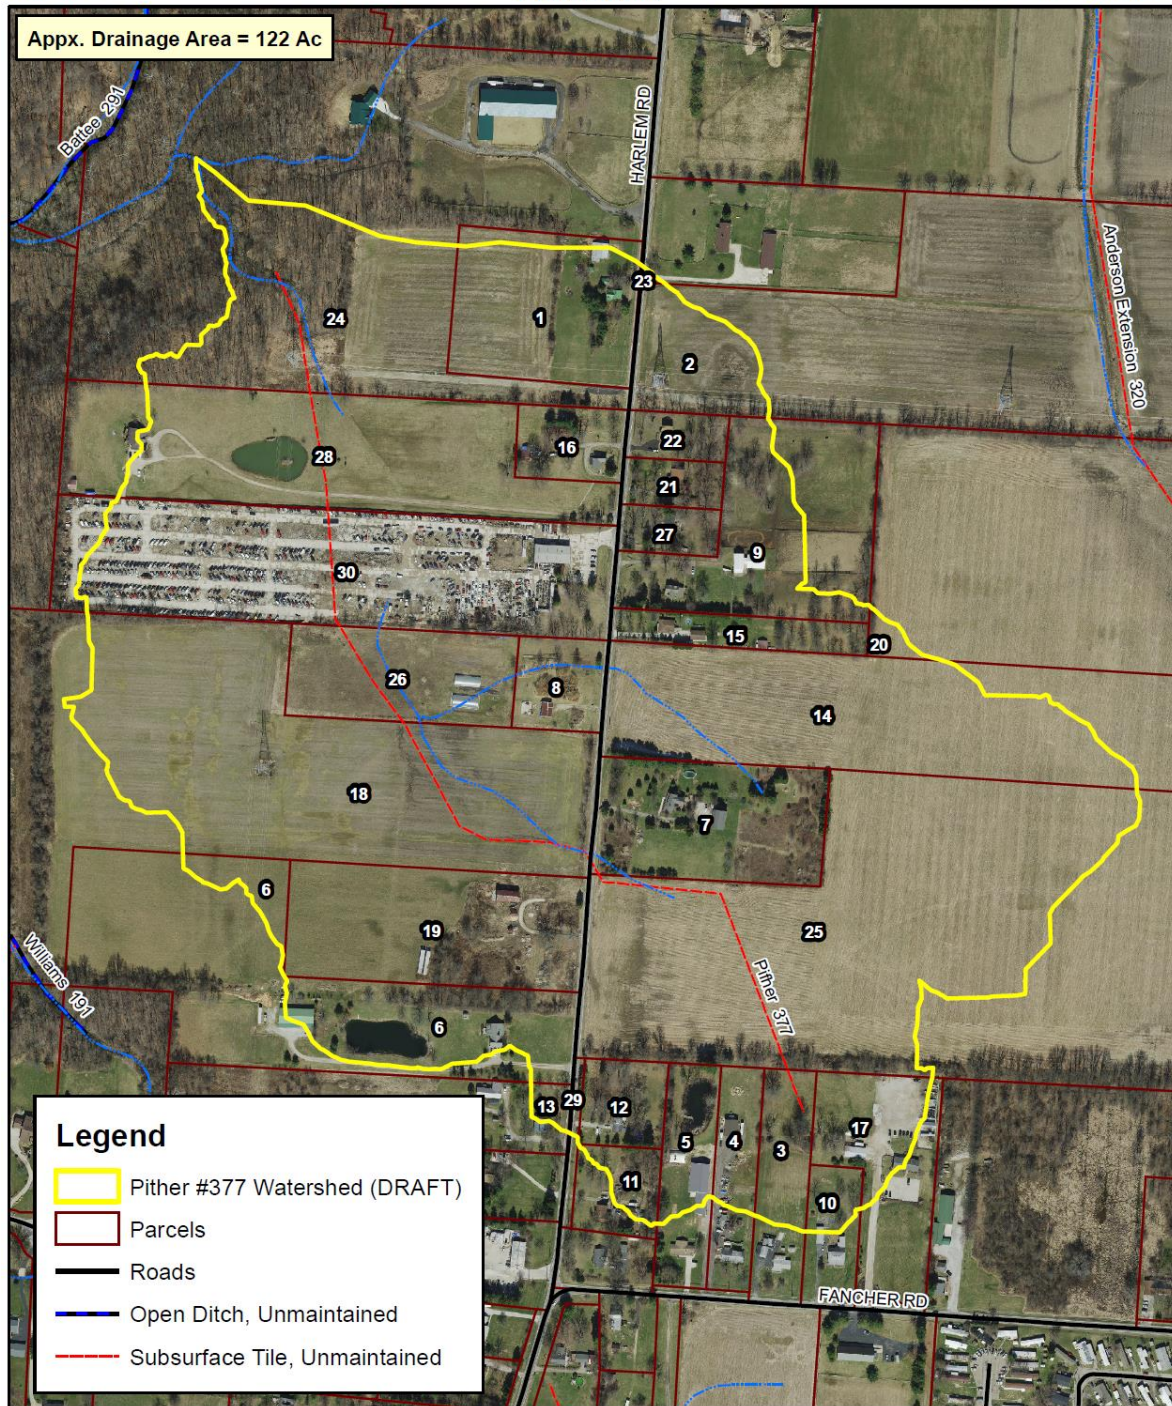 Appx. Drainage Area = 122 Ac
Battee 291
HARLEM RD
Anderson Extension 320
23
24
1
2
16
22
28
21
27
9
30
15
20
26
8
14
18
7
6
19
25
Williams 191
Pifher 377
6
13
29
12
5
4
3
17
11
10
FANCHER RD
Legend
Pither #377 Watershed (DRAFT)
Parcels
Roads
Open Ditch, Unmaintained
Subsurface Tile, Unmaintained